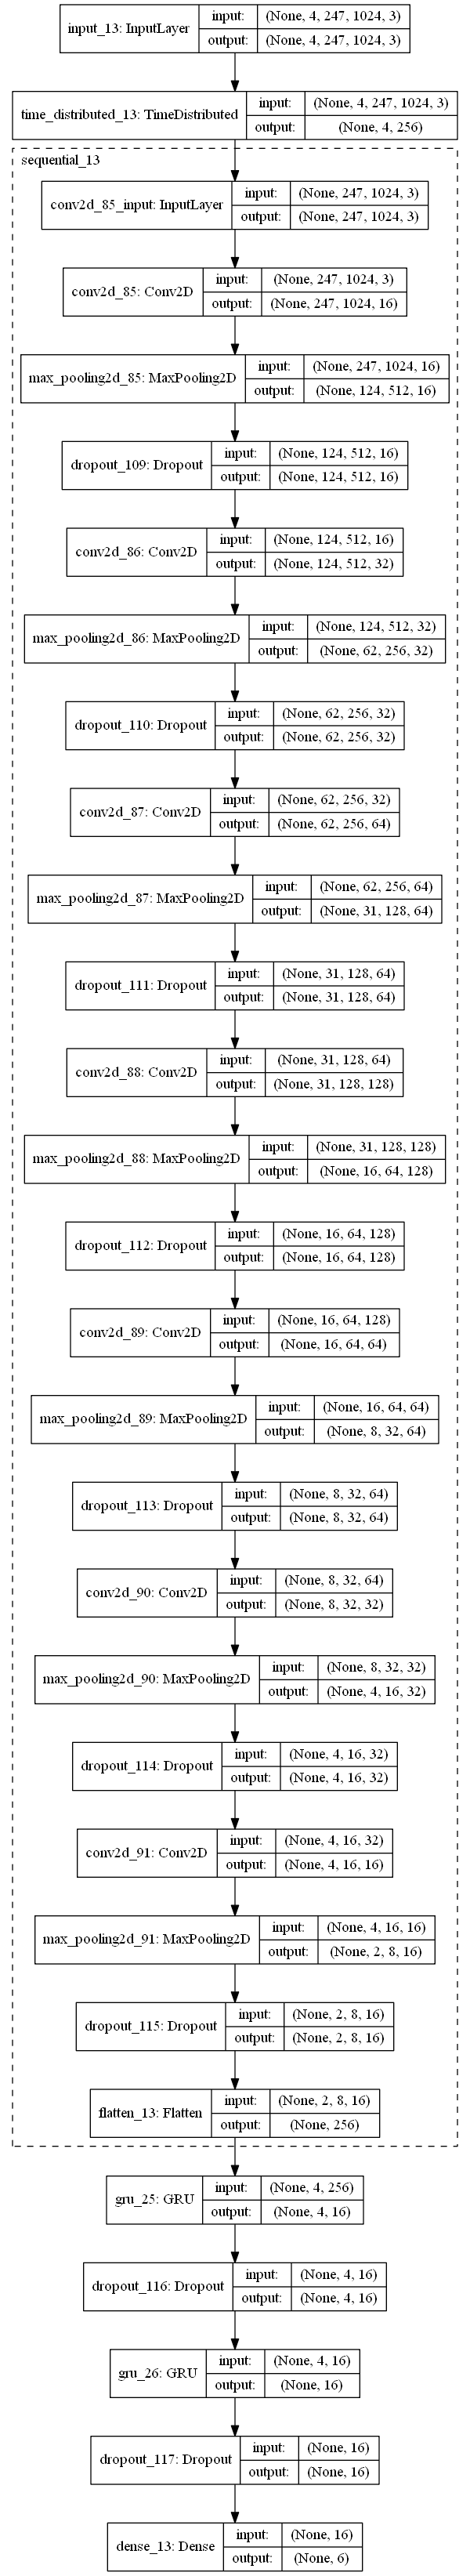 input_13: InputLayer input: (None, 4, 247, 1024, 3)
output: (None, 4, 247, 1024, 3)
time_distributed_13: TimeDistributed input: (None, 4, 247, 1024, 3)
output: (None, 4, 256)
sequential_13
conv2d_85_input: InputLayer input: (None, 247, 1024, 3)
output: (None, 247, 1024, 3)
conv2d_85: Conv2D input: (None, 247, 1024, 3)
output: (None, 247, 1024, 16)
max_pooling2d_85: MaxPooling2D input: (None, 247, 1024, 16)
output: (None, 124, 512, 16)
dropout_109: Dropout input: (None, 124, 512, 16)
output: (None, 124, 512, 16)
conv2d_86: Conv2D input: (None, 124, 512, 16)
output: (None, 124, 512, 32)
max_pooling2d_86: MaxPooling2D input: (None, 124, 512, 32)
output: (None, 62, 256, 32)
dropout_110: Dropout input: (None, 62, 256, 32)
output: (None, 62, 256, 32)
conv2d_87: Conv2D input: (None, 62, 256, 32)
output: (None, 62, 256, 64)
max_pooling2d_87: MaxPooling2D input: (None, 62, 256, 64)
output: (None, 31, 128, 64)
dropout_111: Dropout input: (None, 31, 128, 64)
output: (None, 31, 128, 64)
conv2d_88: Conv2D input: (None, 31, 128, 64)
output: (None, 31, 128, 128)
max_pooling2d_88: MaxPooling2D input: (None, 31, 128, 128)
output: (None, 16, 64, 128)
dropout_112: Dropout input: (None, 16, 64, 128)
output: (None, 16, 64, 128)
conv2d_89: Conv2D input: (None, 16, 64, 128)
output: (None, 16, 64, 64)
max_pooling2d_89: MaxPooling2D input: (None, 16, 64, 64)
output: (None, 8, 32, 64)
dropout_113: Dropout input: (None, 8, 32, 64)
output: (None, 8, 32, 64)
conv2d_90: Conv2D input: (None, 8, 32, 64)
output: (None, 8, 32, 32)
max_pooling2d_90: MaxPooling2D input: (None, 8, 32, 32)
output: (None, 4, 16, 32)
dropout_114: Dropout input: (None, 4, 16, 32)
output: (None, 4, 16, 32)
conv2d_91: Conv2D input: (None, 4, 16, 32)
output: (None, 4, 16, 16)
max_pooling2d_91: MaxPooling2D input: (None, 4, 16, 16)
output: (None, 2, 8, 16)
dropout_115: Dropout input: (None, 2, 8, 16)
output: (None, 2, 8, 16)
flatten_13: Flatten input: (None, 2, 8, 16)
output: (None, 256)
gru_25: GRU input: (None, 4, 256)
output: (None, 4, 16)
dropout_116: Dropout input: (None, 4, 16)
output: (None, 4, 16)
gru_26: GRU input: (None, 4, 16)
output: (None, 16)
dropout_117: Dropout input: (None, 16)
output: (None, 16)
dense_13: Dense input: (None, 16)
output: (None, 6)